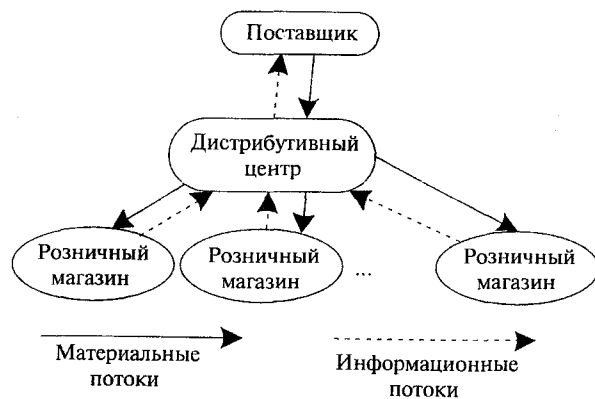 Поставщик
Дистрибутивный
центр
Розничный
магазин
Розничный
магазин
...
Розничный
магазин
Материальные
потоки
Информационные
потоки